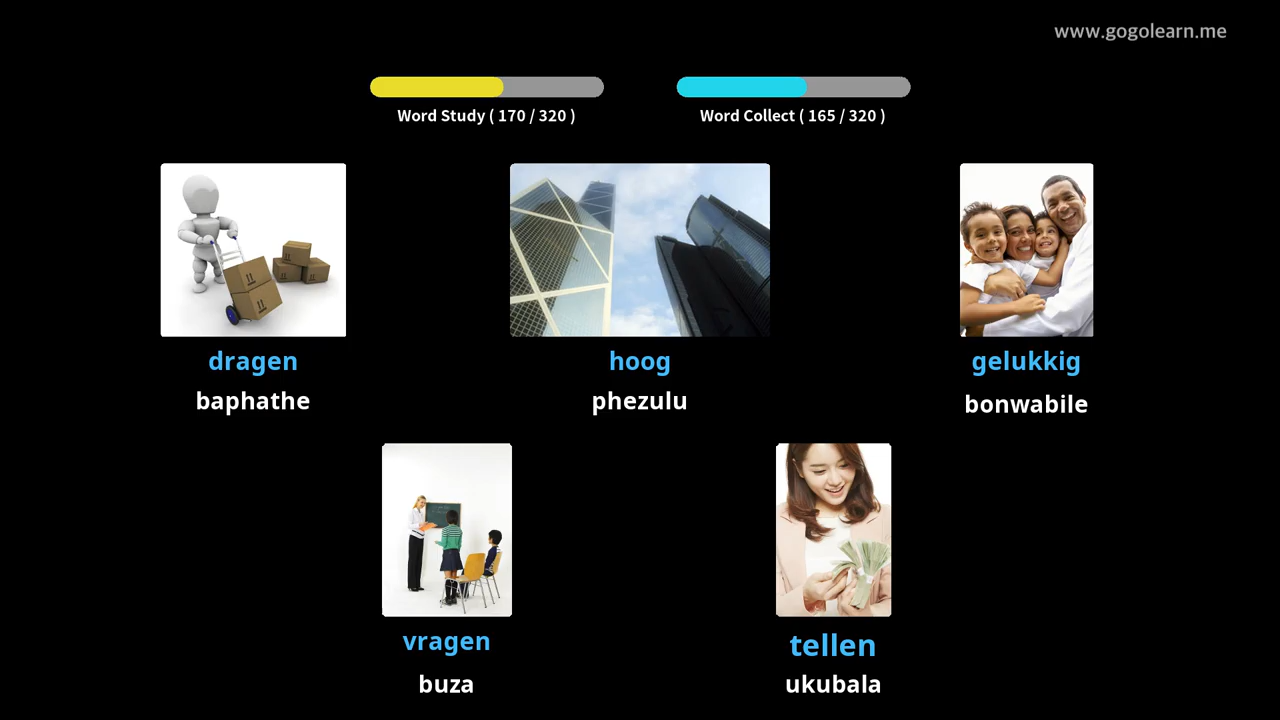 www.gogolearn.me
Word Study ( 170 / 320 )
Word Collect ( 165 / 320 )
dragen
baphathe
hoog
phezulu
gelukkig
bonwabile
vragen
buza
tellen
ukubala